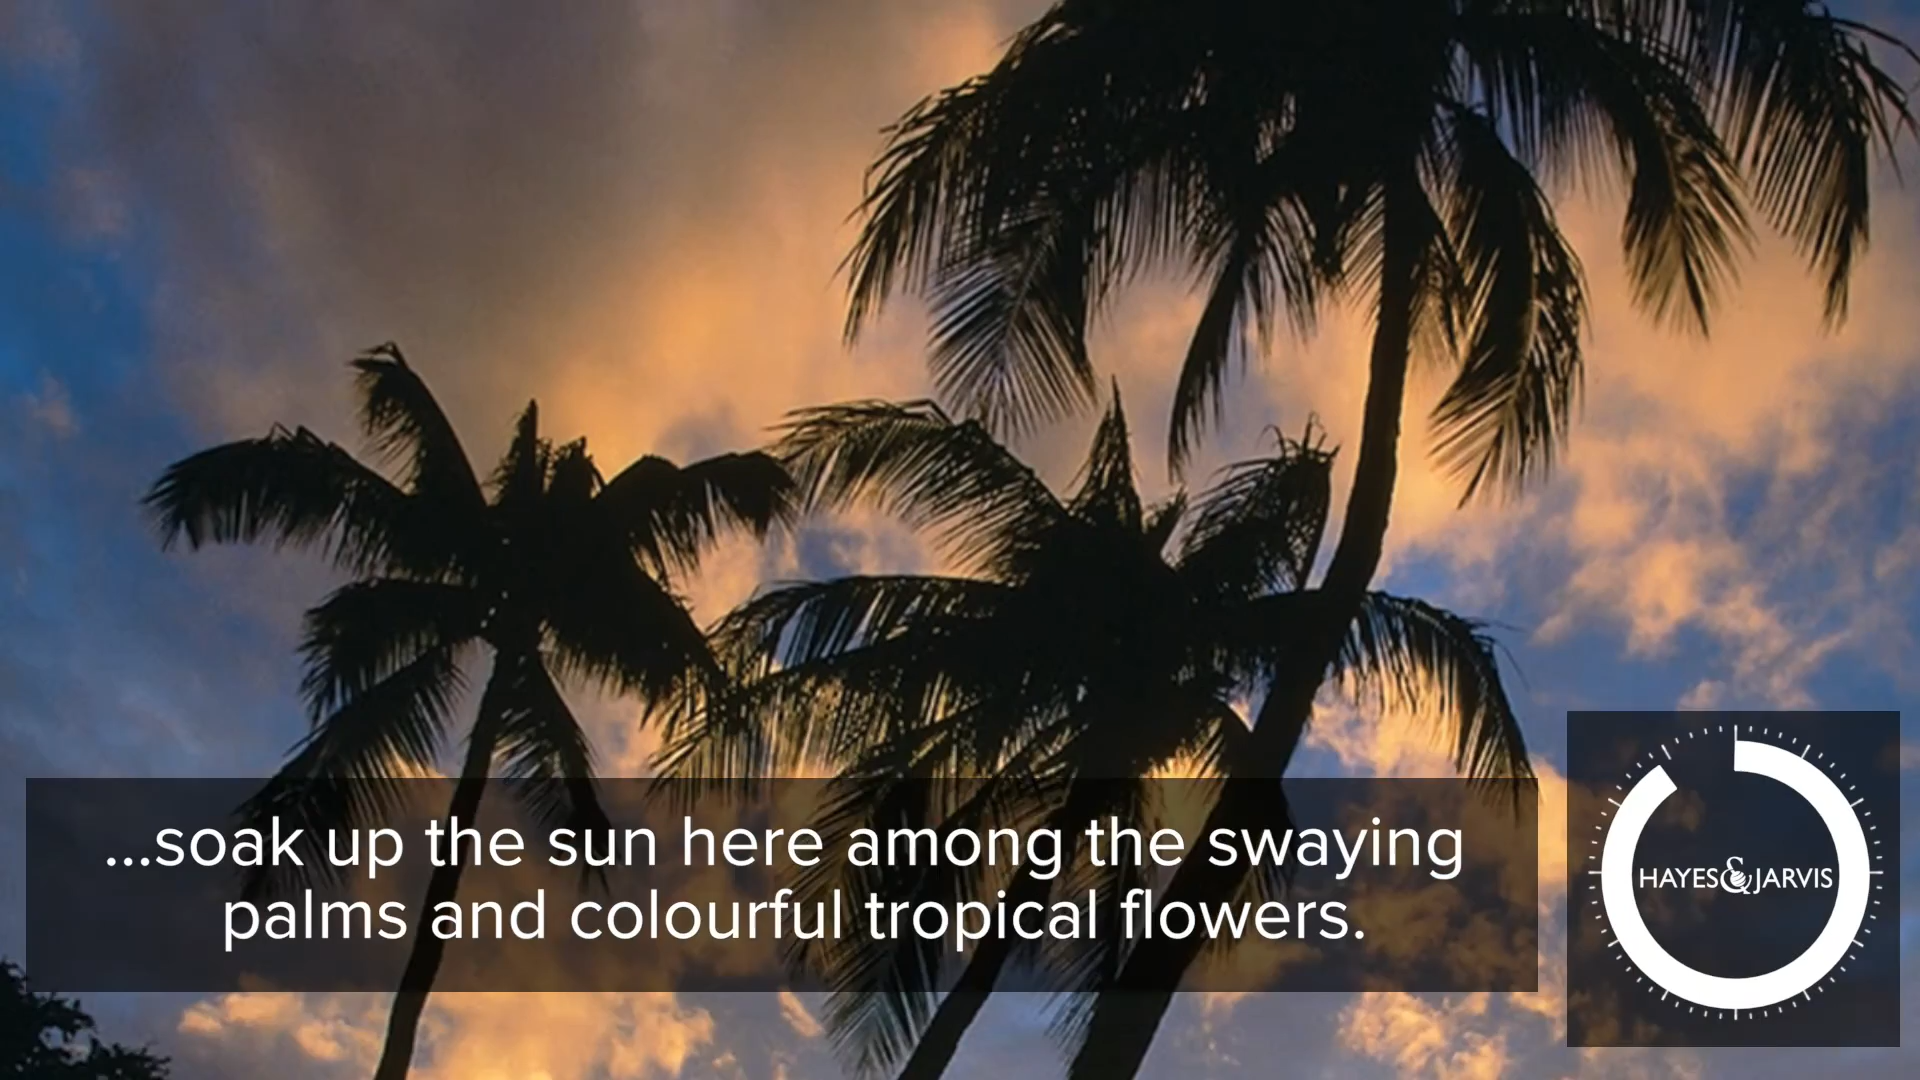 ...soak up the sun here among the swaying
palms and colourful tropical flowers.
HAYES&JARVIS